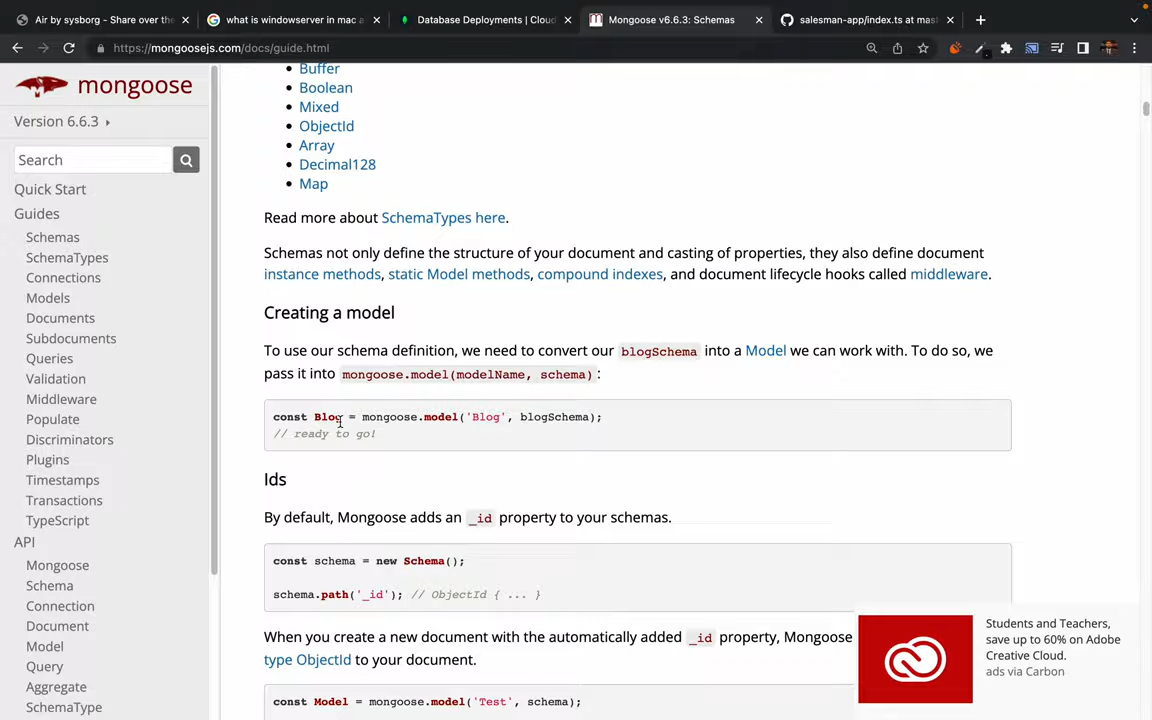 Air by sysborg - Share over the
what is windowserver in mac a
Database Deployments | Cloud
Mongoose v6.6.3: Schemas
salesman-app/index.ts at mast
https://mongoosejs.com/docs/guide.html
mongoose
Version 6.6.3
Search
Quick Start
Guides
Schemas
SchemaTypes
Connections
Models
Documents
Subdocuments
Queries
Validation
Middleware
Populate
Discriminators
Plugins
Timestamps
Transactions
TypeScript
API
Mongoose
Schema
Connection
Document
Model
Query
Aggregate
SchemaType
Buffer
Boolean
Mixed
ObjectId
Array
Decimal128
Map
Read more about SchemaTypes here.
Schemas not only define the structure of your document and casting of properties, they also define document
instance methods, static Model methods, compound indexes, and document lifecycle hooks called middleware.
Creating a model
To use our schema definition, we need to convert our blogSchema into a Model we can work with. To do so, we
pass it into mongoose.model(modelName, schema) :
const Blog = mongoose.model('Blog', blogSchema);
// ready to go!
Ids
By default, Mongoose adds an _id property to your schemas.
const schema = new Schema();
schema.path('_id'); // ObjectId { ... }
When you create a new document with the automatically added _id property, Mongoose
type ObjectId to your document.
const Model = mongoose.model('Test', schema);
Students and Teachers,
save up to 60% on Adobe
Creative Cloud.
ads via Carbon